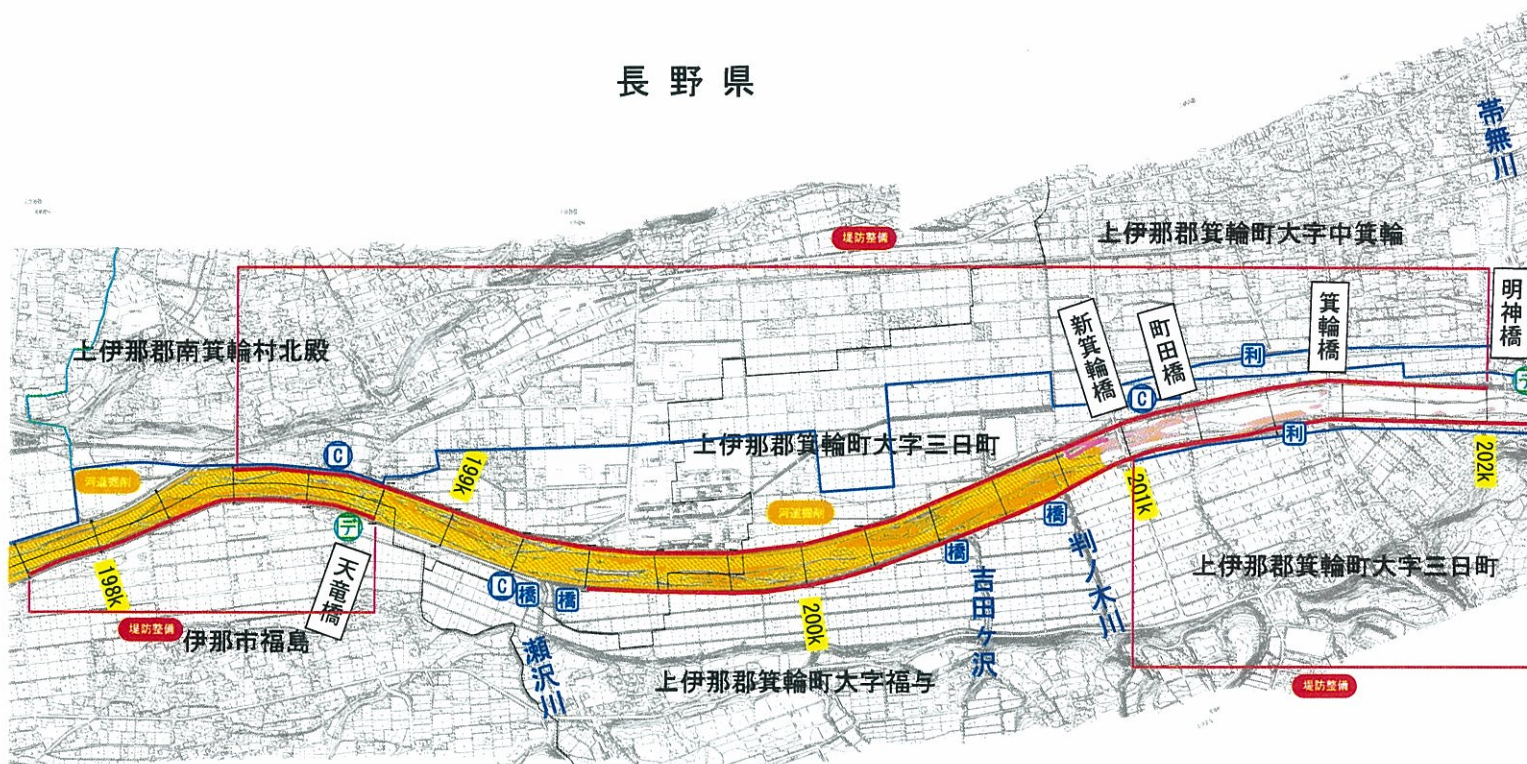 長野県
帯無川
堤防整備
上伊那郡箕輪町大字中箕輪
明神橋
箕輪橋
新箕輪橋
町田橋
利
上伊那郡南箕輪村北殿
デ
C
C
上伊那郡箕輪町大字三日町
利
199k
202k
河道掘削
201k
河道掘削
橋
デ
橋
判ノ木川
天竜橋
198k
上伊那郡箕輪町大字三日町
C
橋
橋
200k
吉田ヶ沢
堤防整備
伊那市福島
瀬沢川
上伊那郡箕輪町大字福与
堤防整備